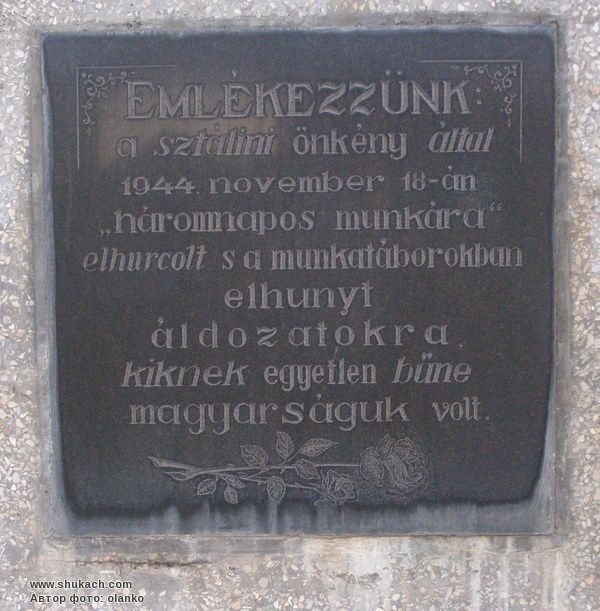 EMLÉKEZZÜNK:
a sztálini önkény által
1944. november 18-án
„háromnapos munkára“
elhurcolt s a munkatáborokban
elhunyt
áldozatokra,
kiknek egyetlen bűne
magyarságuk volt.
www.shukach.com
Автор фото: olanko